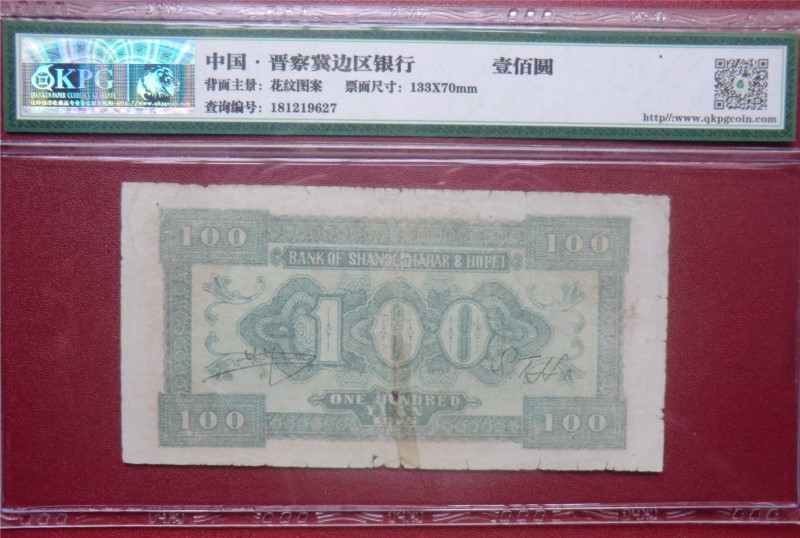 QKPG
中国·晋察冀边区银行 壹佰圆
背面主景: 花纹图案 票面尺寸: 133X70mm
查询编号: 181219627
http//:www.qkpgcoin.com
100 100
BANK OF SHANSI CHAHAR & HOPEI
100
ONE HUNDRED
YUAN
100 100